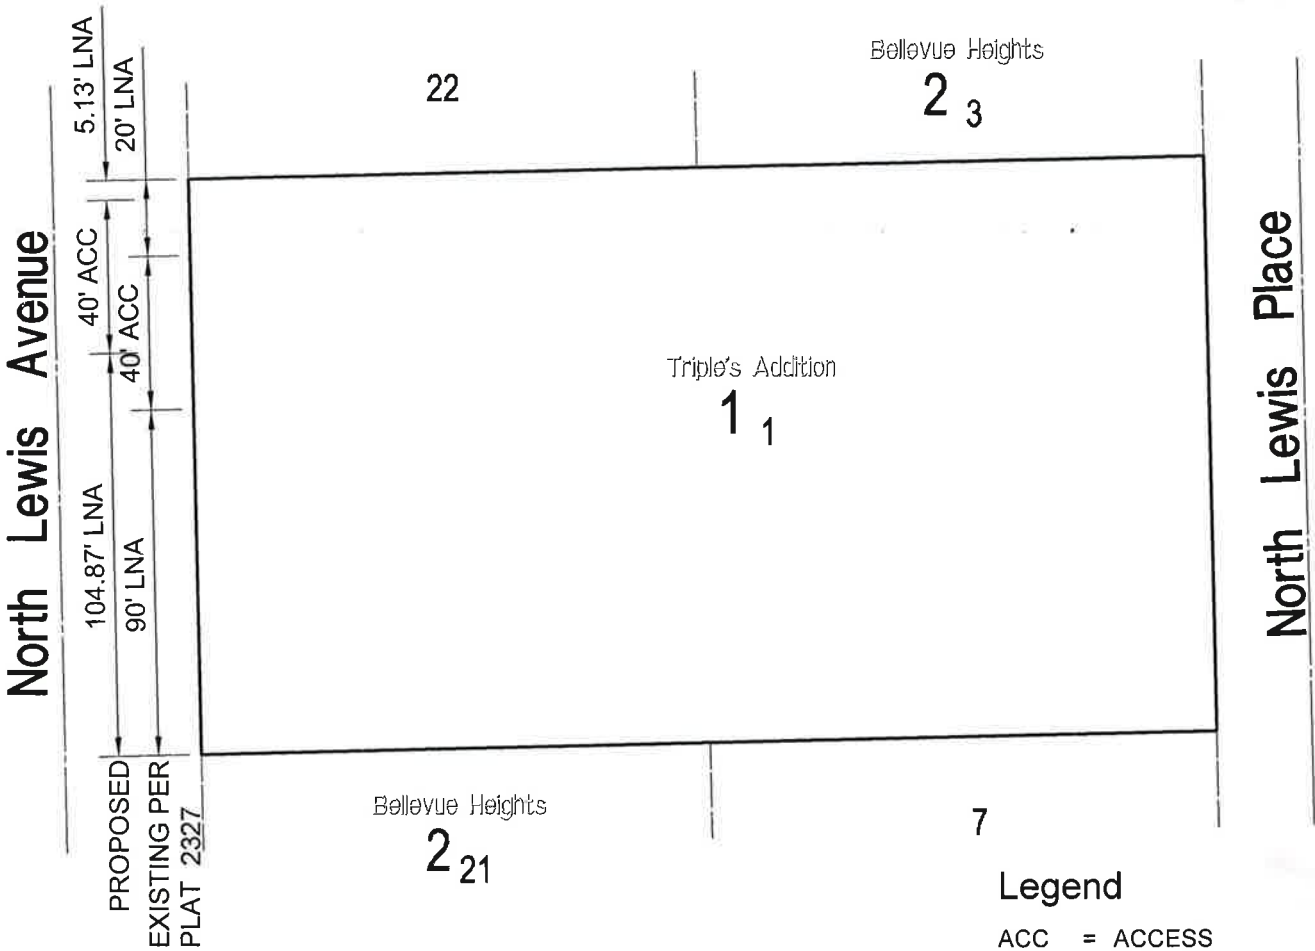 5.13' LNA
20' LNA
22
Bellevue Heights
2 3
North Lewis Avenue
40' ACC
40' ACC
104.87' LNA
90' LNA
Triple's Addition
1 1
North Lewis Place
PROPOSED
EXISTING PER
PLAT 2327
Bellevue Heights
2 21
7
Legend
ACC = ACCESS